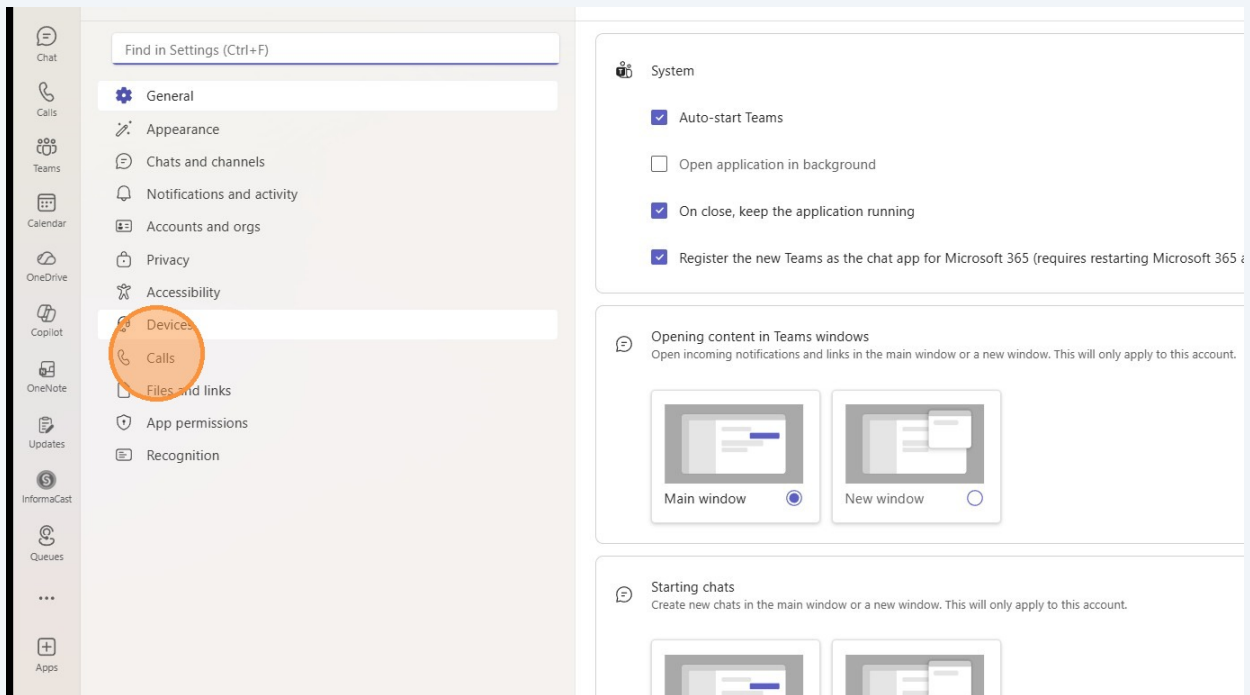 Chat
Calls
Teams
Calendar
OneDrive
Copilot
OneNote
Updates
InformaCast
Queues
Apps
Find in Settings (Ctrl+F)
General
Appearance
Chats and channels
Notifications and activity
Accounts and orgs
Privacy
Accessibility
Devices
Calls
Files and links
App permissions
Recognition
System
Auto-start Teams
Open application in background
On close, keep the application running
Register the new Teams as the chat app for Microsoft 365 (requires restarting Microsoft 365
Opening content in Teams windows
Open incoming notifications and links in the main window or a new window. This will only apply to this account.
Main window
New window
Starting chats
Create new chats in the main window or a new window. This will only apply to this account.